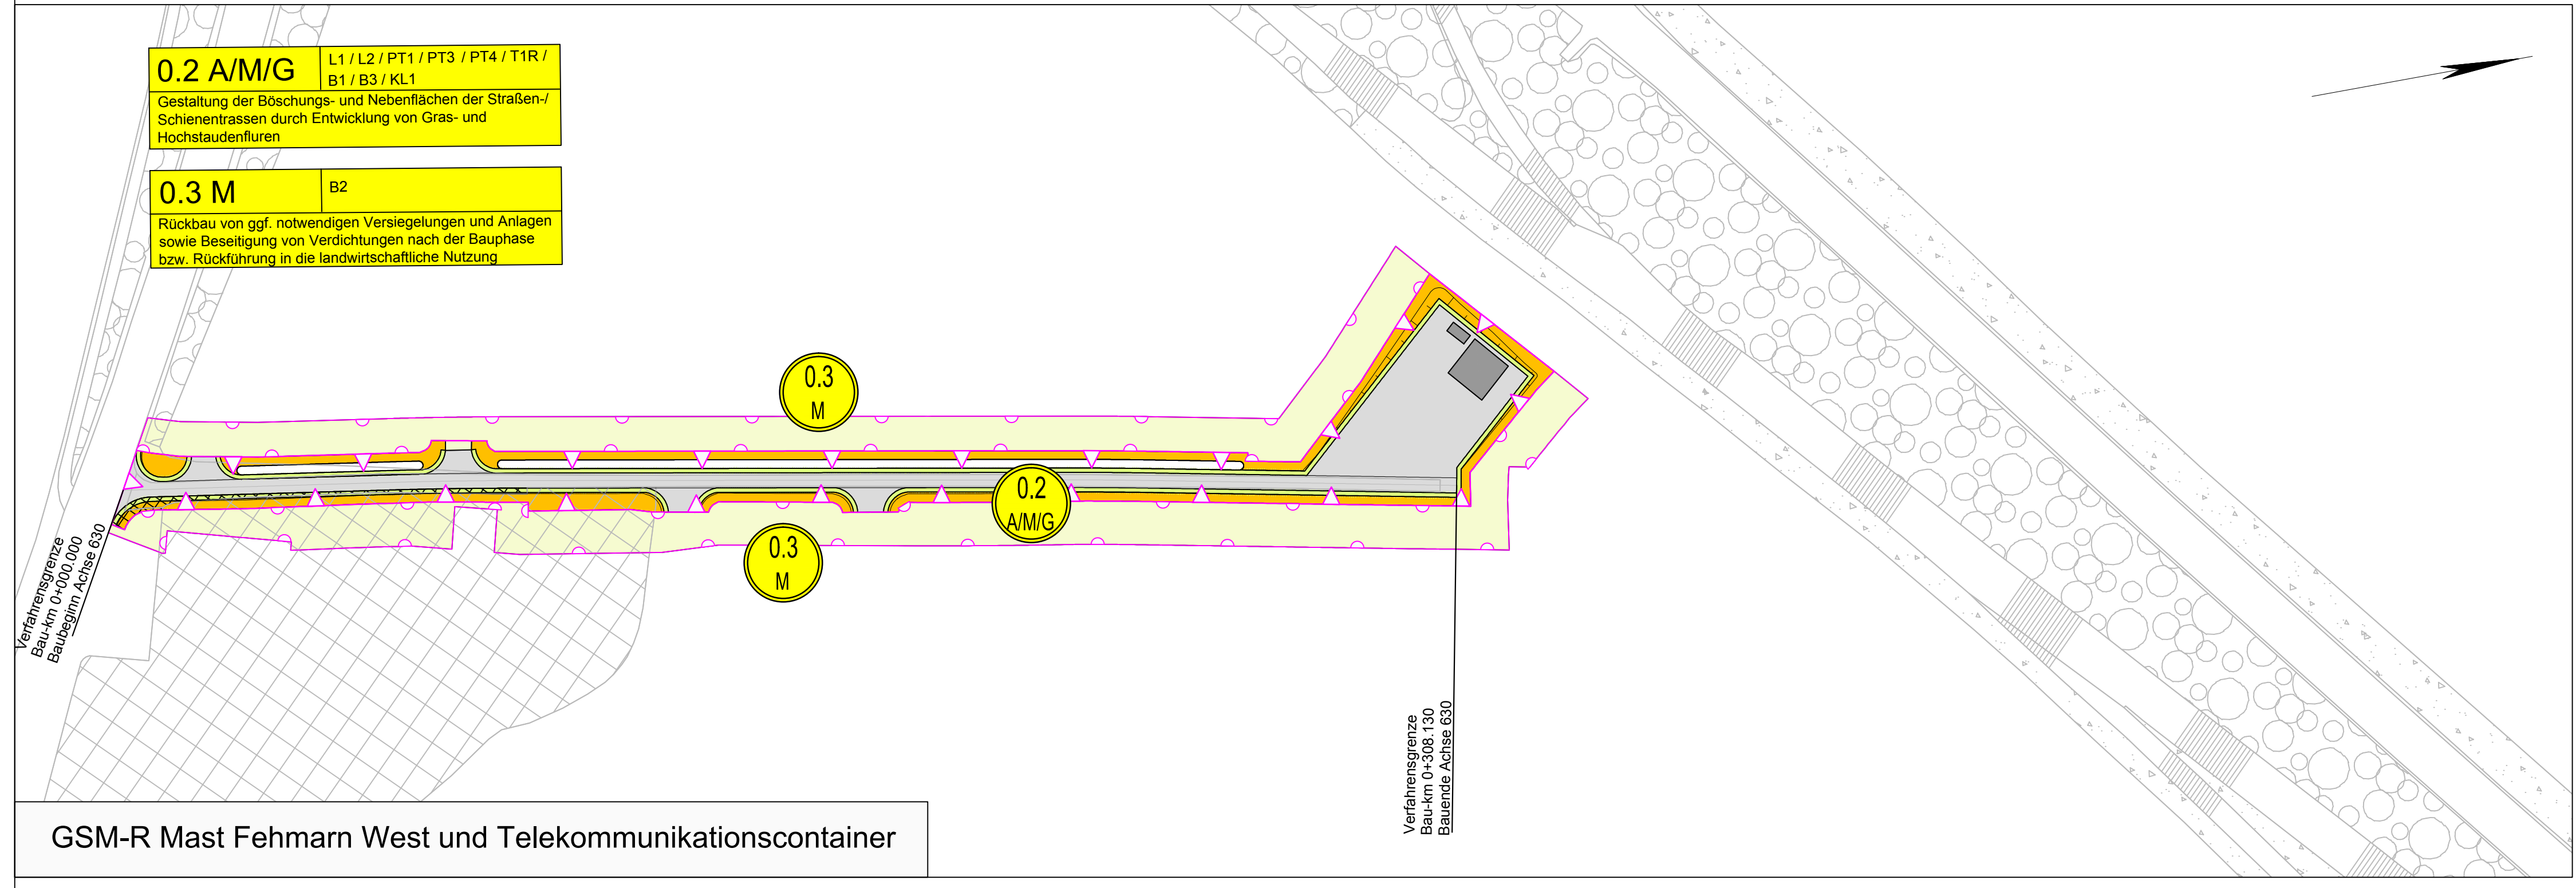 0.2 A/M/G
L1 / L2 / PT1 / PT3 / PT4 / T1R /
B1 / B3 / KL1
Gestaltung der Böschungs- und Nebenflächen der Straßen-/
Schienentrassen durch Entwicklung von Gras- und
Hochstaudenfluren
0.3 M
B2
Rückbau von ggf. notwendigen Versiegelungen und Anlagen
sowie Beseitigung von Verdichtungen nach der Bauphase
bzw. Rückführung in die landwirtschaftliche Nutzung
0.3
M
0.2
A/M/G
0.3
M
Verfahrensgrenze
Bau-km 0+000.000
Baubeginn Achse 630
Verfahrensgrenze
Bau-km 0+308.130
Bauende Achse 630
GSM-R Mast Fehmarn West und Telekommunikationscontainer